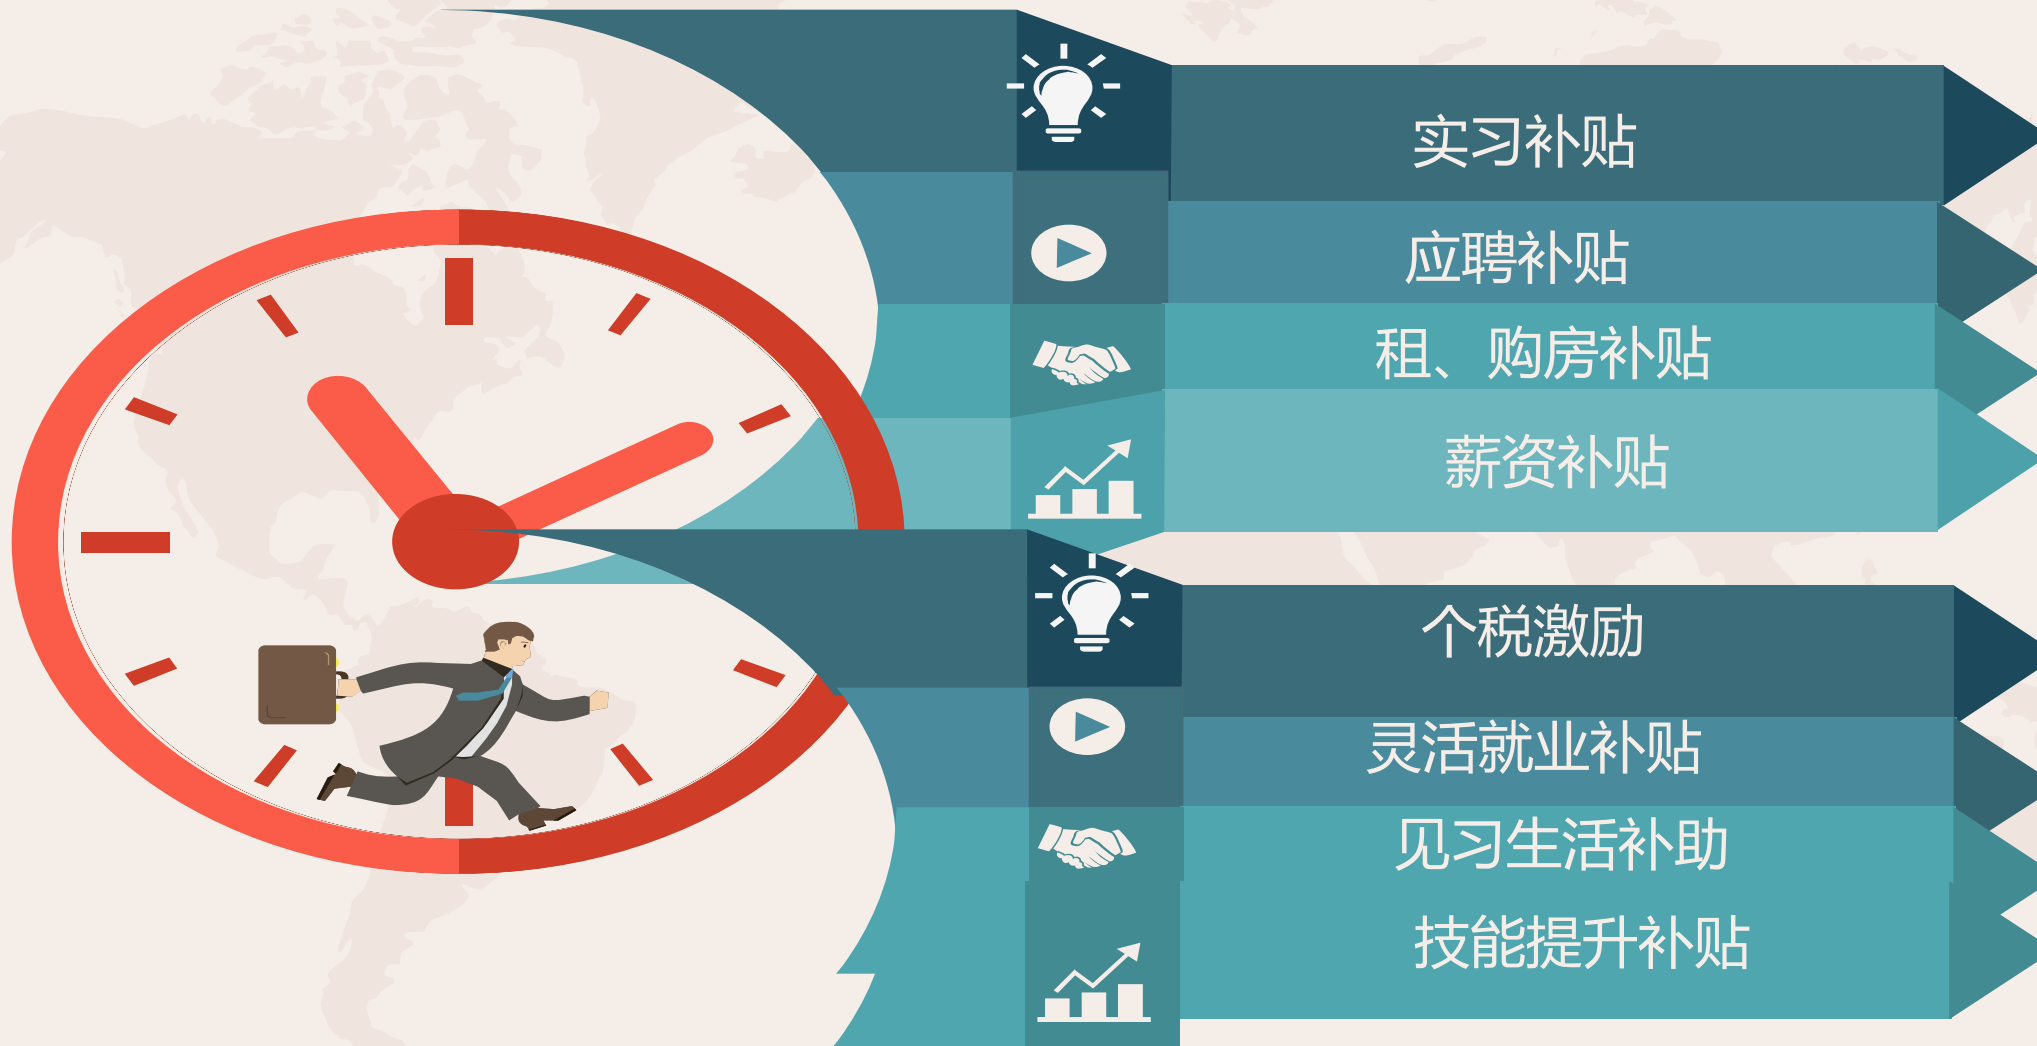 实习补贴
应聘补贴
租、购房补贴
薪资补贴
个税激励
灵活就业补贴
见习生活补助
技能提升补贴